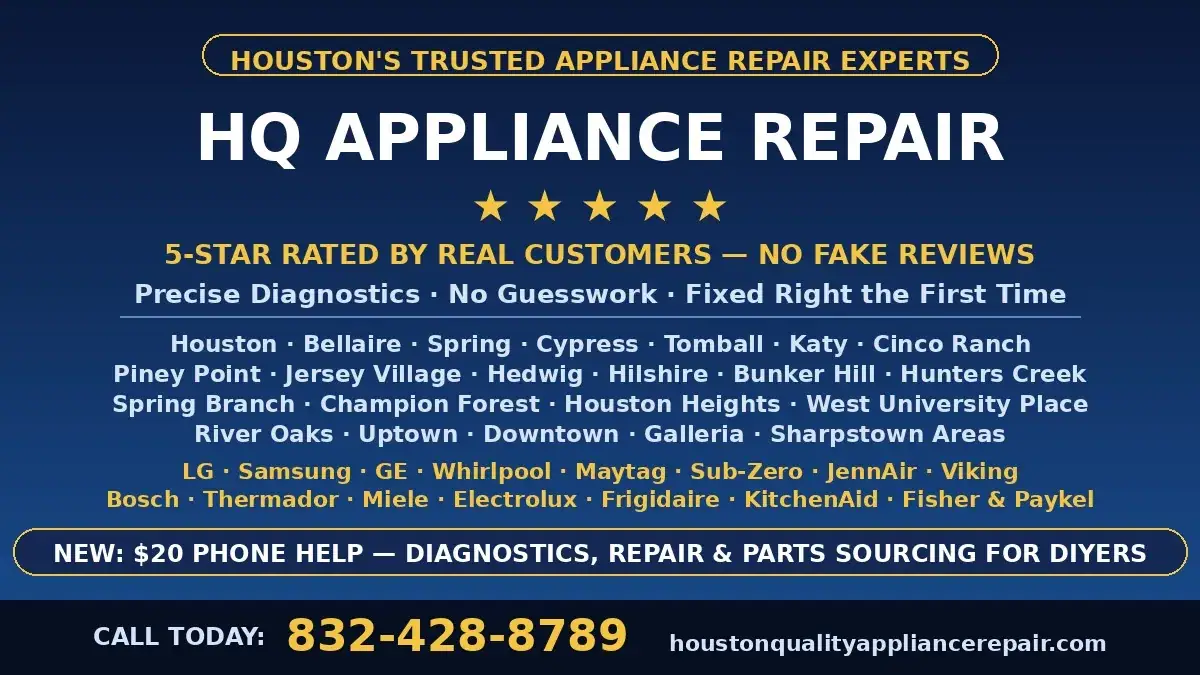 HOUSTON'S TRUSTED APPLIANCE REPAIR EXPERTS
HQ APPLIANCE REPAIR
★ ★ ★ ★ ★
5-STAR RATED BY REAL CUSTOMERS — NO FAKE REVIEWS
Precise Diagnostics · No Guesswork · Fixed Right the First Time
Houston · Bellaire · Spring · Cypress · Tomball · Katy · Cinco Ranch
Piney Point · Jersey Village · Hedwig · Hilshire · Bunker Hill · Hunters Creek
Spring Branch · Champion Forest · Houston Heights · West University Place
River Oaks · Uptown · Downtown · Galleria · Sharpstown Areas
LG · Samsung · GE · Whirlpool · Maytag · Sub-Zero · JennAir · Viking
Bosch · Thermador · Miele · Electrolux · Frigidaire · KitchenAid · Fisher & Paykel
NEW: $20 PHONE HELP — DIAGNOSTICS, REPAIR & PARTS SOURCING FOR DIYERS
CALL TODAY: 832-428-8789 houstonqualityappliancerepair.com